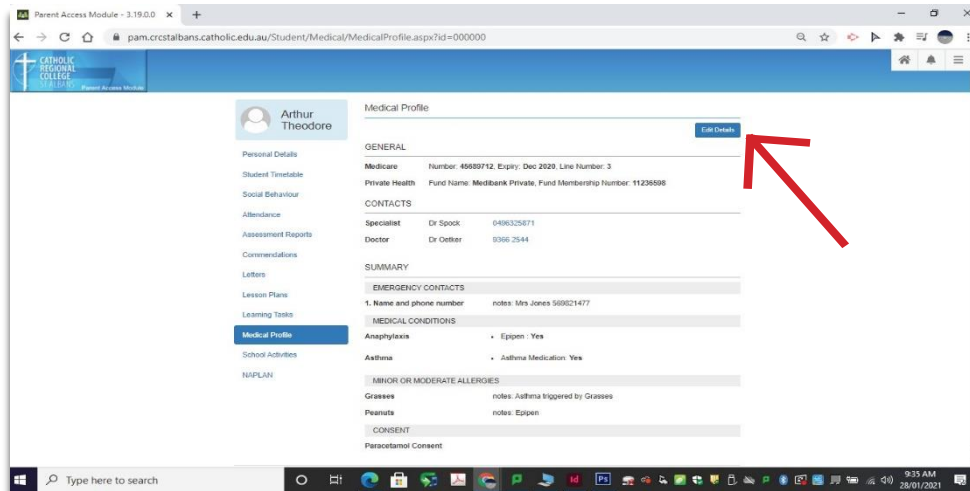 Parent Access Module - 3.19.0.0
pam.crcstalbans.catholic.edu.au/Student/Medical/MedicalProfile.aspx?id=000000
CATHOLIC
REGIONAL
COLLEGE
ST ALBANS Parent Access Module
Arthur
Theodore
Personal Details
Student Timetable
Social Behaviour
Attendance
Assessment Reports
Commendations
Letters
Lesson Plans
Learning Tasks
Medical Profile
School Activities
NAPLAN
Medical Profile
Edit Details
GENERAL
Medicare Number: 45689712, Expiry: Dec 2020, Line Number: 3
Private Health Fund Name: Medibank Private, Fund Membership Number: 11236598
CONTACTS
Specialist Dr Spock 0496325871
Doctor Dr Oetker 9366 2544
SUMMARY
EMERGENCY CONTACTS
1. Name and phone number notes: Mrs Jones 569821477
MEDICAL CONDITIONS
Anaphylaxis • Epipen : Yes
Asthma • Asthma Medication: Yes
MINOR OR MODERATE ALLERGIES
Grasses notes: Asthma triggered by Grasses
Peanuts notes: Epipen
CONSENT
Paracetamol Consent
Type here to search
Id
Ps
9:35 AM
28/01/2021